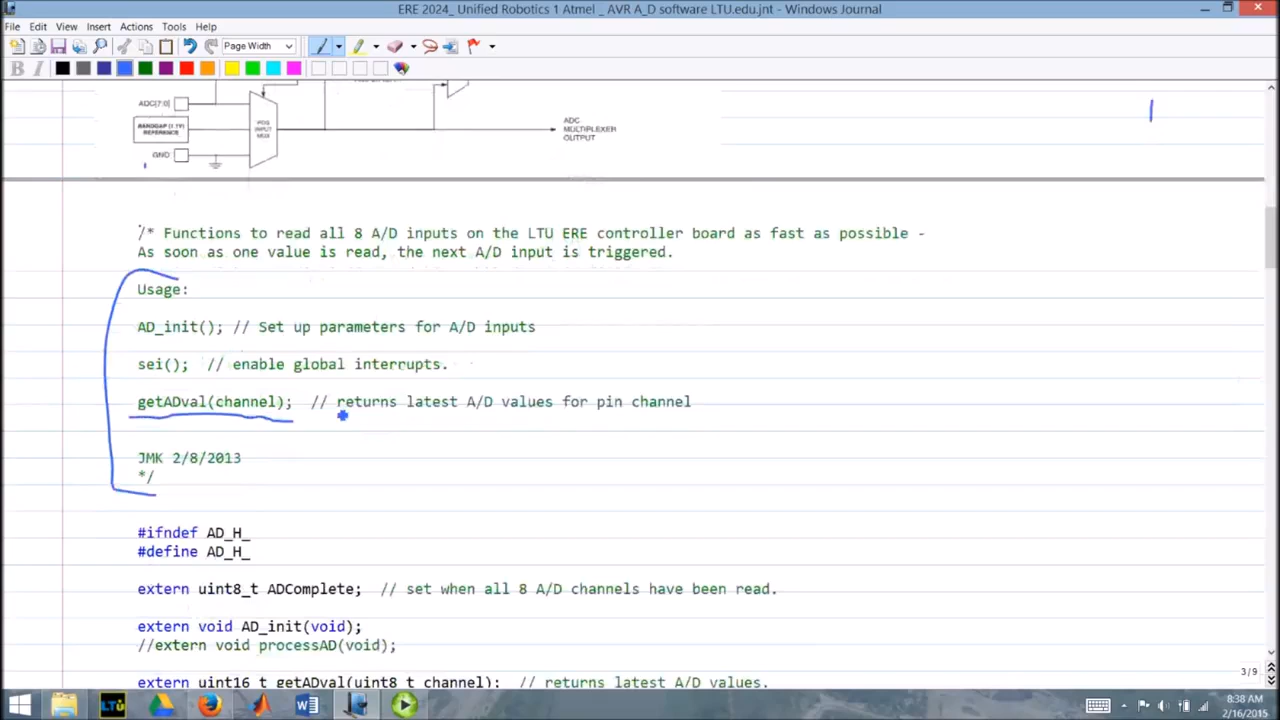 ERE 2024_ Unified Robotics 1 Atmel _ AVR A_D software LTU.edu.jnt - Windows Journal
File Edit View Insert Actions Tools Help
Page Width
B I
ADC[7:0]
BANDGAP (1.1V)
REFERENCE
GND
POS
INPUT
MUX
ADC
MULTIPLEXER
OUTPUT
/* Functions to read all 8 A/D inputs on the LTU ERE controller board as fast as possible -
As soon as one value is read, the next A/D input is triggered.
Usage:
AD_init(); // Set up parameters for A/D inputs
sei(); // enable global interrupts.
getADval(channel); // returns latest A/D values for pin channel
JMK 2/8/2013
*/
#ifndef AD_H_
#define AD_H_
extern uint8_t ADComplete; // set when all 8 A/D channels have been read.
extern void AD_init(void);
//extern void processAD(void);
extern uint16_t getADval(uint8_t channel); // returns latest A/D values.
3/9
LTU
8:38 AM
2/16/2015